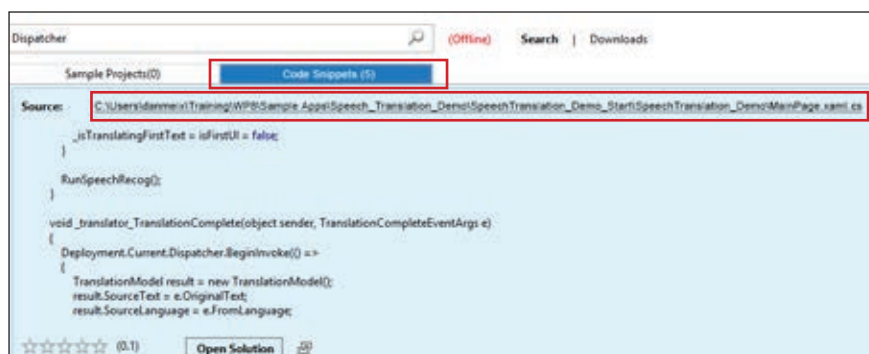 Dispatcher (Offline) Search | Downloads
Sample Projects(0) Code Snippets (5)
Source: C:\Users\danmeix\Training\WP8\Sample Apps\Speech_Translation_Demo\SpeechTranslation_Demo_Start\SpeechTranslation_Demo\MainPage.xaml.cs
_isTranslatingFirstText = isFirstUI = false;
}
RunSpeechRecog();
}
void _translator_TranslationComplete(object sender, TranslationCompleteEventArgs e)
{
Deployment.Current.Dispatcher.BeginInvoke(() =>
{
TranslationModel result = new TranslationModel();
result.SourceText = e.OriginalText;
result.SourceLanguage = e.FromLanguage;
(0.1) Open Solution